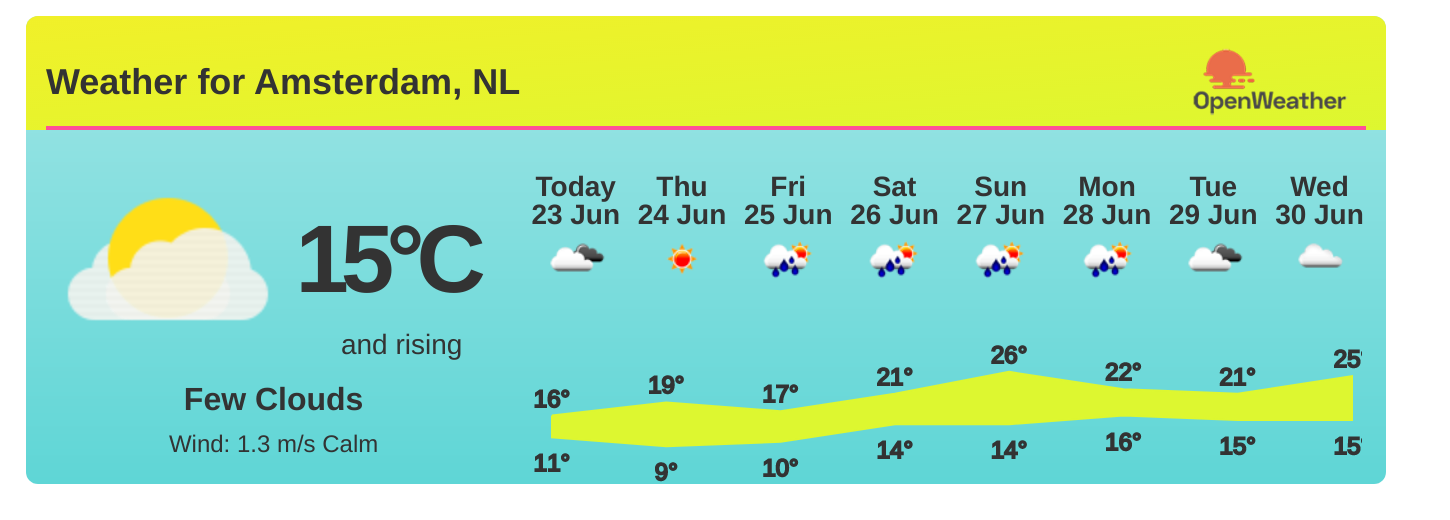 Weather for Amsterdam, NL
OpenWeather
15°C
and rising
Few Clouds
Wind: 1.3 m/s Calm
Today Thu Fri Sat Sun Mon Tue Wed
23 Jun 24 Jun 25 Jun 26 Jun 27 Jun 28 Jun 29 Jun 30 Jun
16° 19° 17° 21° 26° 22° 21° 25°
11° 9° 10° 14° 14° 16° 15° 15°